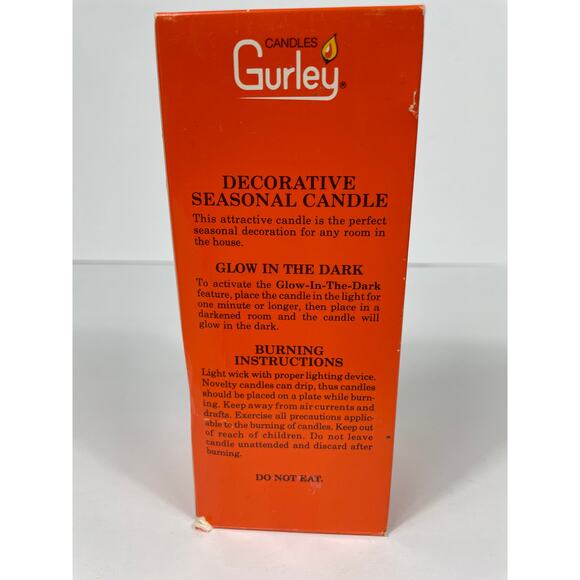 CANDLES
Gurley®
DECORATIVE
SEASONAL CANDLE
This attractive candle is the perfect
seasonal decoration for any room in
the house.
GLOW IN THE DARK
To activate the Glow-In-The-Dark
feature, place the candle in the light for
one minute or longer, then place in a
darkened room and the candle will
glow in the dark.
BURNING
INSTRUCTIONS
Light wick with proper lighting device.
Novelty candles can drip, thus candles
should be placed on a plate while burn-
ing. Keep away from air currents and
drafts. Exercise all precautions applic-
able to the burning of candles. Keep out
of reach of children. Do not leave
candle unattended and discard after
burning.
DO NOT EAT.